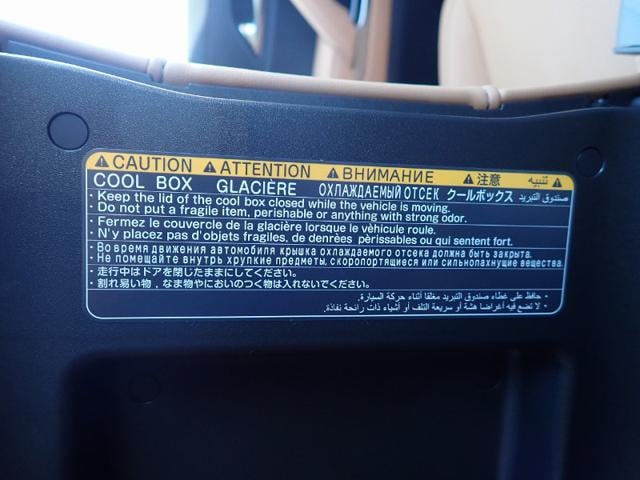 CAUTION ATTENTION ВНИМАНИЕ 注意 تنبيه
COOL BOX GLACIÈRE ОХЛАЖДАЕМЫЙ ОТСЕК クールボックス صندوق التبريد
・Keep the lid of the cool box closed while the vehicle is moving.
・Do not put a fragile item, perishable or anything with strong odor.
・Fermez le couvercle de la glacière lorsque le vèhicule roule.
・N'y placez pas d'objets fragiles, de denrèes pèrissables ou qui sentent fort.
・Во время движения автомобиля крышка охлаждаемого отсека должна быть закрыта.
・Не помещайте внутрь хрупкие предметы, скоропортящиеся или сильнопахнущие вещества.
・走行中はドアを閉じたままにしてください。
・割れ易い物、なま物やにおいのつく物は入れないでください。
・ حافظ على غطاء صندوق التبريد مغلقا أثناء حركة السيارة.
・ لا تضع فيه أغراضا هشة أو سريعة التلف أو أشياء ذات رائحة نفاذة.